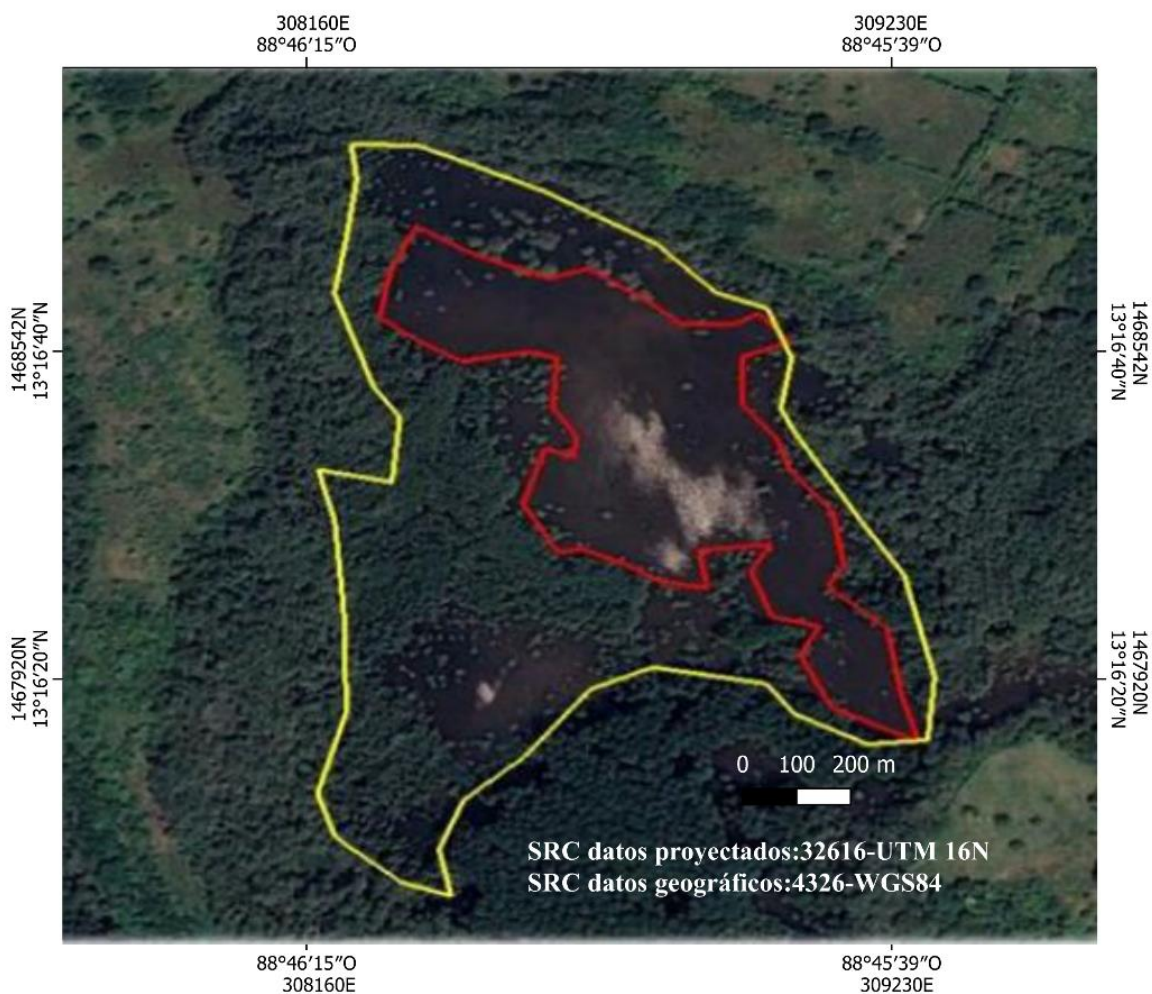 308160E
88°46′15″O
309230E
88°45′39″O
1468542N
13°16′40″N
1468542N
13°16′40″N
1467920N
13°16′20″N
1467920N
13°16′20″N
0 100 200 m
SRC datos proyectados:32616-UTM 16N
SRC datos geográficos:4326-WGS84
88°46′15″O
308160E
88°45′39″O
309230E